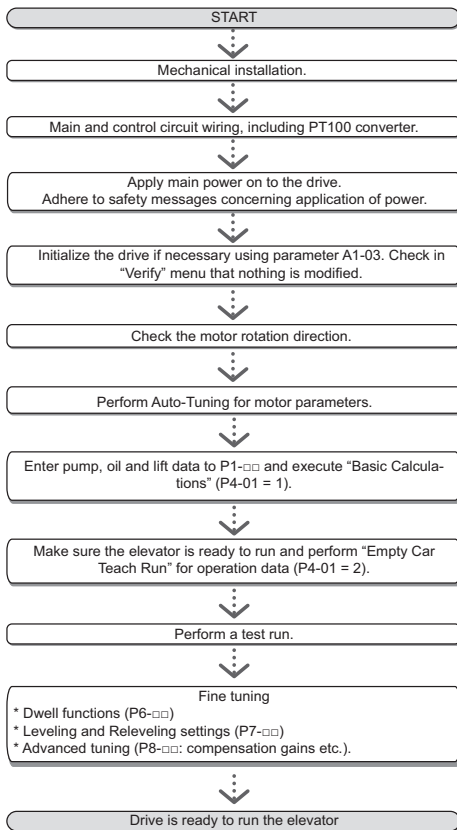 START
Mechanical installation.
Main and control circuit wiring, including PT100 converter.
Apply main power on to the drive.
Adhere to safety messages concerning application of power.
Initialize the drive if necessary using parameter A1-03. Check in
“Verify” menu that nothing is modified.
Check the motor rotation direction.
Perform Auto-Tuning for motor parameters.
Enter pump, oil and lift data to P1-□□ and execute “Basic Calcula-
tions” (P4-01 = 1).
Make sure the elevator is ready to run and perform “Empty Car
Teach Run” for operation data (P4-01 = 2).
Perform a test run.
Fine tuning
* Dwell functions (P6-□□)
* Leveling and Releveling settings (P7-□□)
* Advanced tuning (P8-□□: compensation gains etc.).
Drive is ready to run the elevator